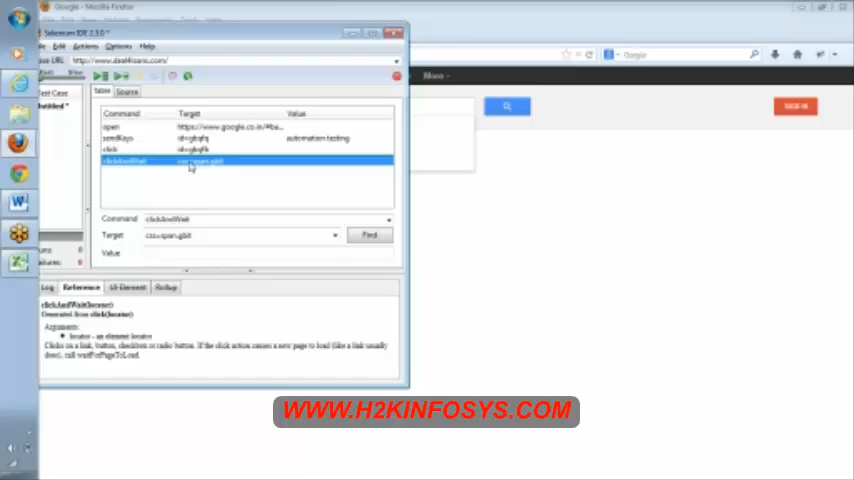 Google - Mozilla Firefox
Selenium IDE 2.3.0 *
Edit Actions Options Help
Base URL http://www.
Test Case
Untitled *
Table Source
Command Target Value
open https://www.google.co.in/#ba...
sendKeys id=gbqfq automation testing
click id=gbqfb
clickAndWait css=span.gbit
Command clickAndWait
Target css=span.gbit Find
Value
Runs: 0
Failures: 0
Log Reference UI-Element Rollup
clickAndWait(locator)
Generated from click(locator)
Arguments:
locator - an element locator
Clicks on a link, button, checkbox or radio button. If the click action causes a new page to load (like a link usually
does), call waitForPageToLoad.
Google
More
SIGN IN
WWW.H2KINFOSYS.COM